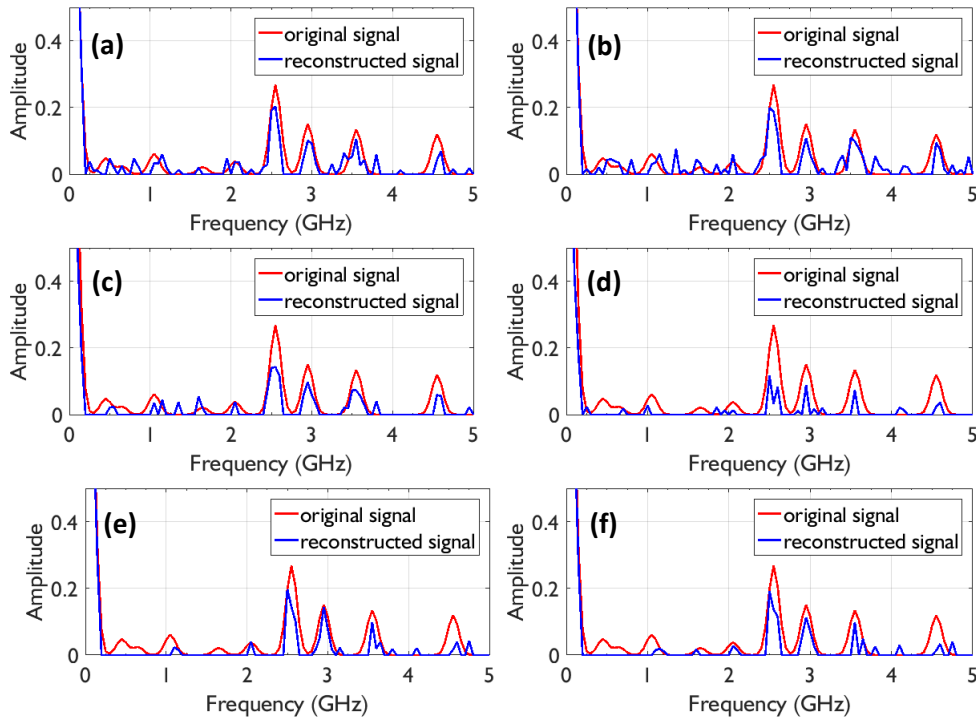 (a)
original signal
reconstructed signal
Amplitude
0.4
0.2
0
0 1 2 3 4 5
Frequency (GHz)
(b)
original signal
reconstructed signal
Amplitude
0.4
0.2
0
0 1 2 3 4 5
Frequency (GHz)
(c)
original signal
reconstructed signal
Amplitude
0.4
0.2
0
0 1 2 3 4 5
Frequency (GHz)
(d)
original signal
reconstructed signal
Amplitude
0.4
0.2
0
0 1 2 3 4 5
Frequency (GHz)
(e)
original signal
reconstructed signal
Amplitude
0.4
0.2
0
0 1 2 3 4 5
Frequency (GHz)
(f)
original signal
reconstructed signal
Amplitude
0.4
0.2
0
0 1 2 3 4 5
Frequency (GHz)